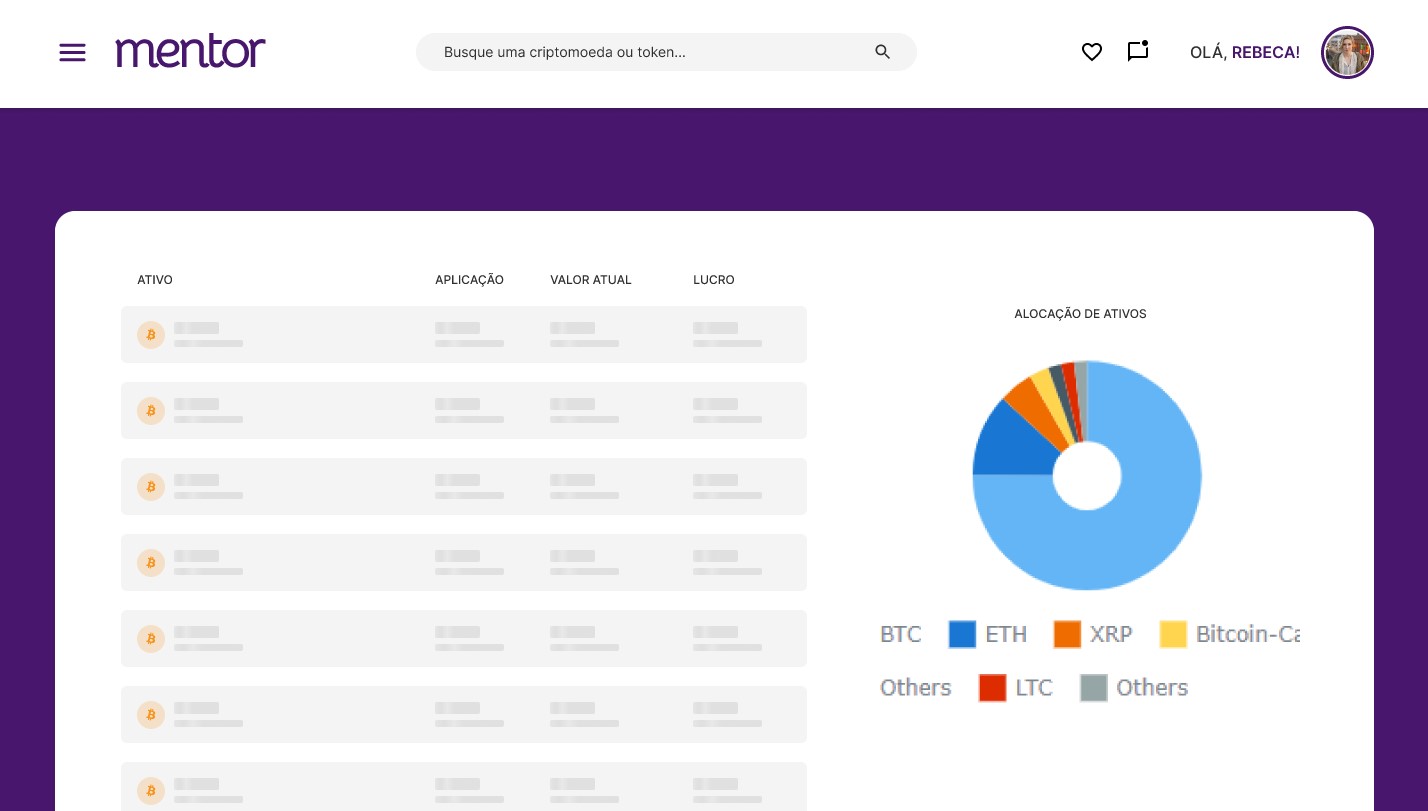 mentor
Busque uma criptomoeda ou token...
OLÁ, REBECA!
ATIVO APLICAÇÃO VALOR ATUAL LUCRO
ALOCAÇÃO DE ATIVOS
BTC ETH XRP Bitcoin-Ca
Others LTC Others